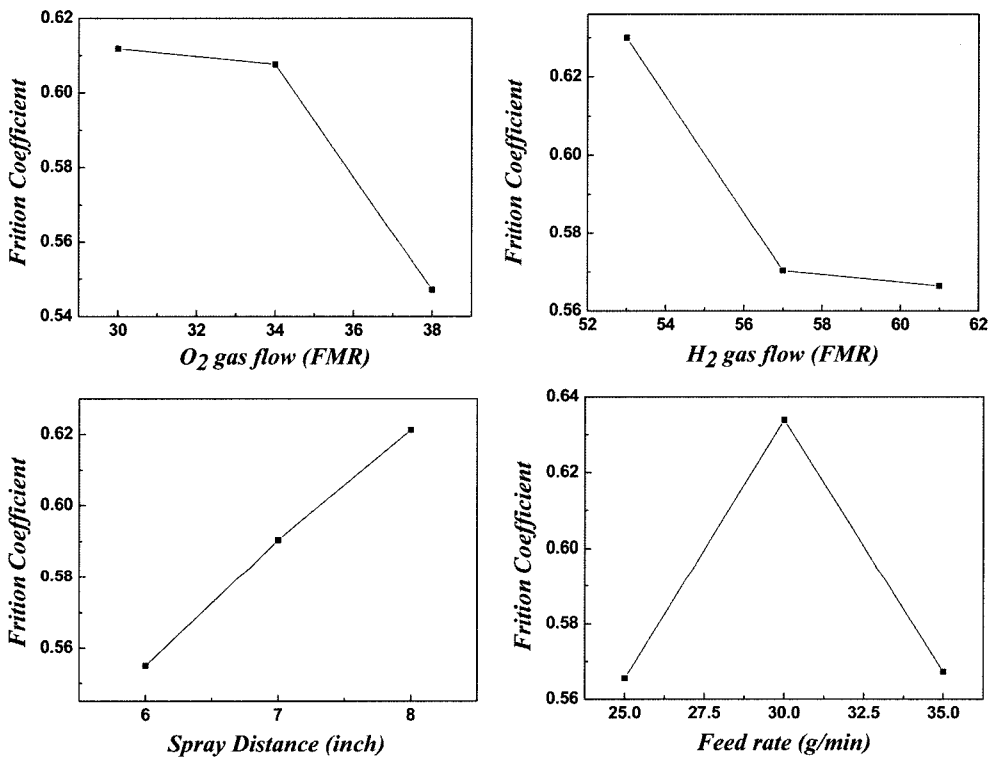 0.62
0.60
0.58
0.56
0.54
Frition Coefficient
30 32 34 36 38
O2 gas flow (FMR)
0.62
0.60
0.58
0.56
Frition Coefficient
52 54 56 58 60 62
H2 gas flow (FMR)
0.62
0.60
0.58
0.56
Frition Coefficient
6 7 8
Spray Distance (inch)
0.64
0.62
0.60
0.58
0.56
Frition Coefficient
25.0 27.5 30.0 32.5 35.0
Feed rate (g/min)